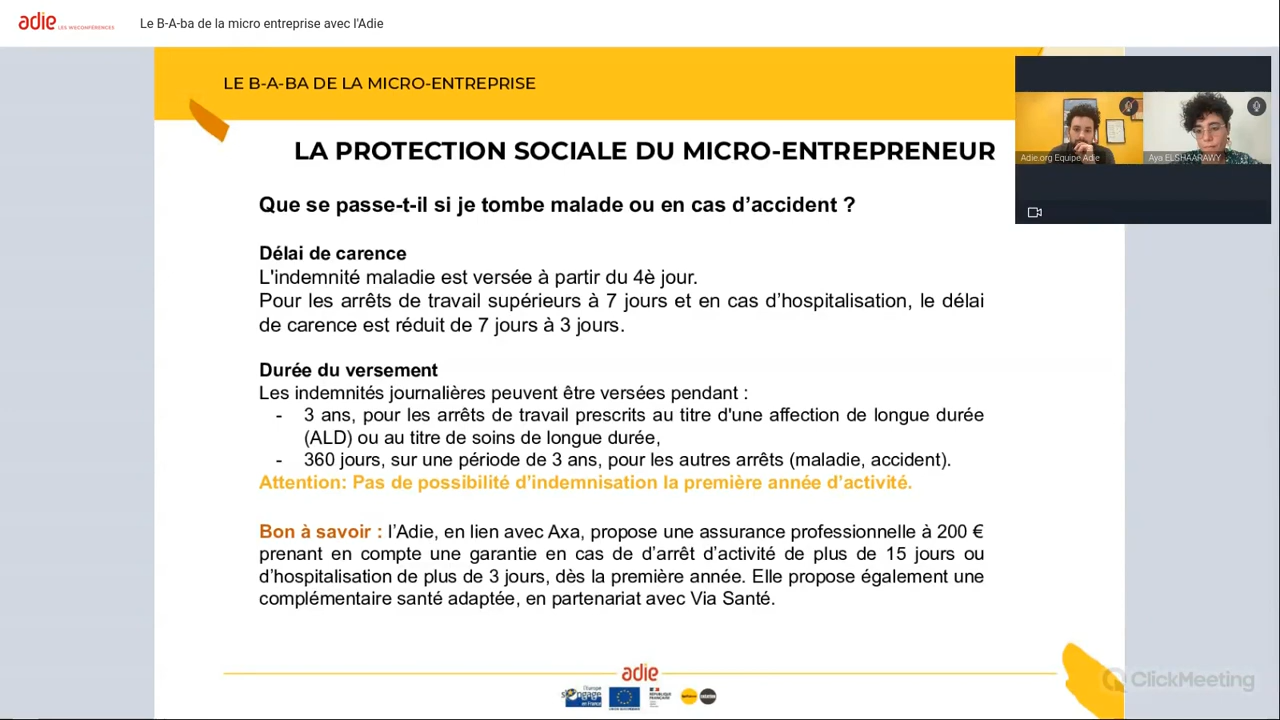 adie LES WEBCONFÉRENCES
Le B-A-ba de la micro entreprise avec l'Adie
LE B-A-BA DE LA MICRO-ENTREPRISE
LA PROTECTION SOCIALE DU MICRO-ENTREPRENEUR
Adie.org Equipe Adie
Aya ELSHAARAWY
Que se passe-t-il si je tombe malade ou en cas d’accident ?
Délai de carence
L'indemnité maladie est versée à partir du 4è jour.
Pour les arrêts de travail supérieurs à 7 jours et en cas d’hospitalisation, le délai
de carence est réduit de 7 jours à 3 jours.
Durée du versement
Les indemnités journalières peuvent être versées pendant :
- 3 ans, pour les arrêts de travail prescrits au titre d'une affection de longue durée
(ALD) ou au titre de soins de longue durée,
- 360 jours, sur une période de 3 ans, pour les autres arrêts (maladie, accident).
Attention: Pas de possibilité d’indemnisation la première année d’activité.
Bon à savoir : l’Adie, en lien avec Axa, propose une assurance professionnelle à 200 €
prenant en compte une garantie en cas de d’arrêt d’activité de plus de 15 jours ou
d’hospitalisation de plus de 3 jours, dès la première année. Elle propose également une
complémentaire santé adaptée, en partenariat avec Via Santé.
adie
l'Europe
s'engage
en France
RÉPUBLIQUE
FRANÇAISE
ClickMeeting